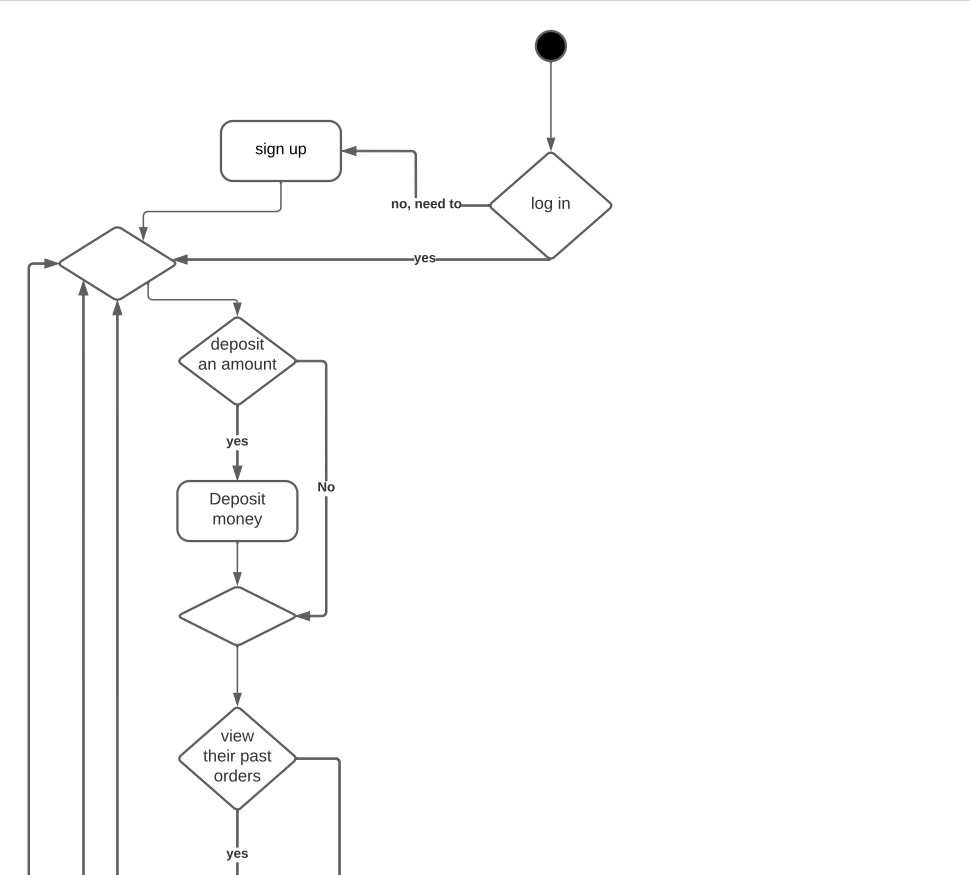 sign up
log in
no, need to
yes
deposit
an amount
yes
No
Deposit
money
view
their past
orders
yes